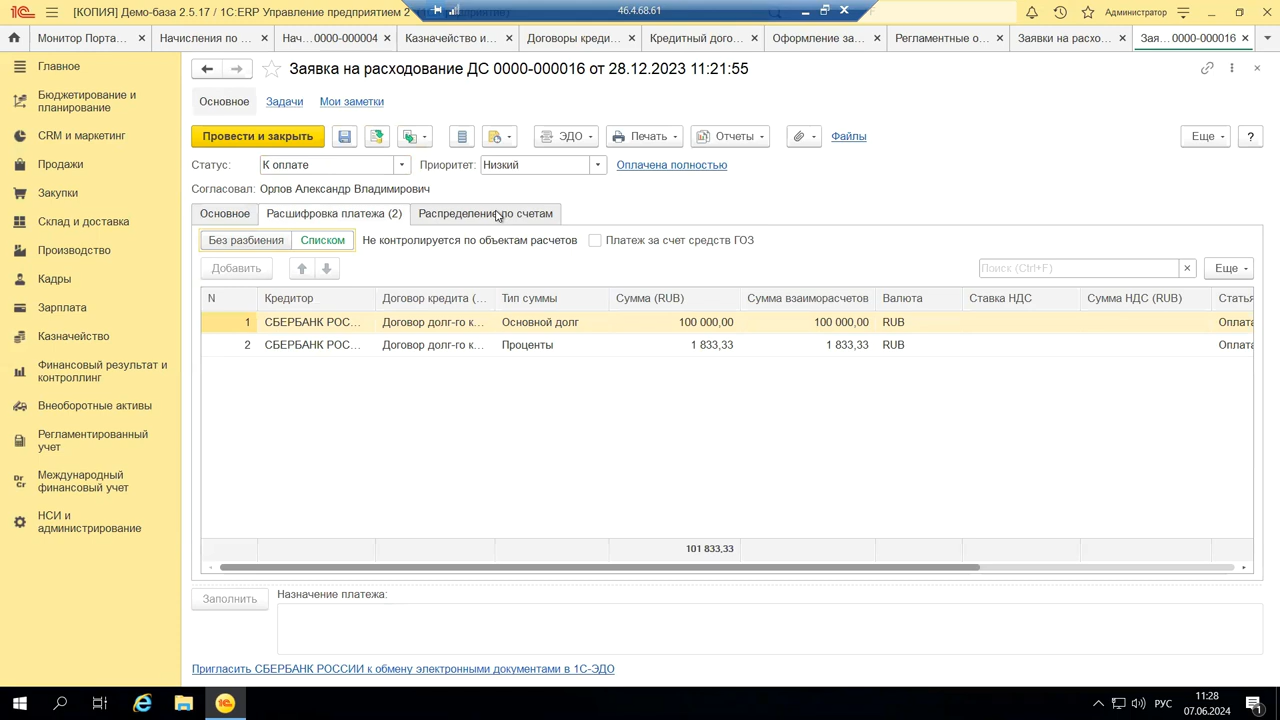 [КОПИЯ] Демо-база 2.5.17 / 1С:ERP Управление предприятием 2
46.4.68.61
Администратор
Монитор Порта...
Начисления по ...
Нач...0000-000004
Казначейство и...
Договоры креди...
Кредитный дого...
Оформление за...
Регламентные о...
Заявки на расхо...
Зая...0000-000016
Главное
Бюджетирование и
планирование
CRM и маркетинг
Продажи
Закупки
Склад и доставка
Производство
Кадры
Зарплата
Казначейство
Финансовый результат и
контроллинг
Внеоборотные активы
Регламентированный
учет
Международный
финансовый учет
НСИ и
администрирование
Заявка на расходование ДС 0000-000016 от 28.12.2023 11:21:55
Основное Задачи Мои заметки
Провести и закрыть ЭДО Печать Отчеты Файлы Еще ?
Статус: К оплате Приоритет: Низкий Оплачена полностью
Согласовал: Орлов Александр Владимирович
Основное Расшифровка платежа (2) Распределение по счетам
Без разбиения Списком Не контролируется по объектам расчетов Платеж за счет средств ГОЗ
Добавить Поиск (Ctrl+F) Еще
N Кредитор Договор кредита (... Тип суммы Сумма (RUB) Сумма взаиморасчетов Валюта Ставка НДС Сумма НДС (RUB) Статья
1 СБЕРБАНК РОС... Договор долг-го к... Основной долг 100 000,00 100 000,00 RUB Оплата
2 СБЕРБАНК РОС... Договор долг-го к... Проценты 1 833,33 1 833,33 RUB Оплата
101 833,33
Заполнить Назначение платежа:
Пригласить СБЕРБАНК РОССИИ к обмену электронными документами в 1С-ЭДО
РУС
11:28
07.06.2024
1